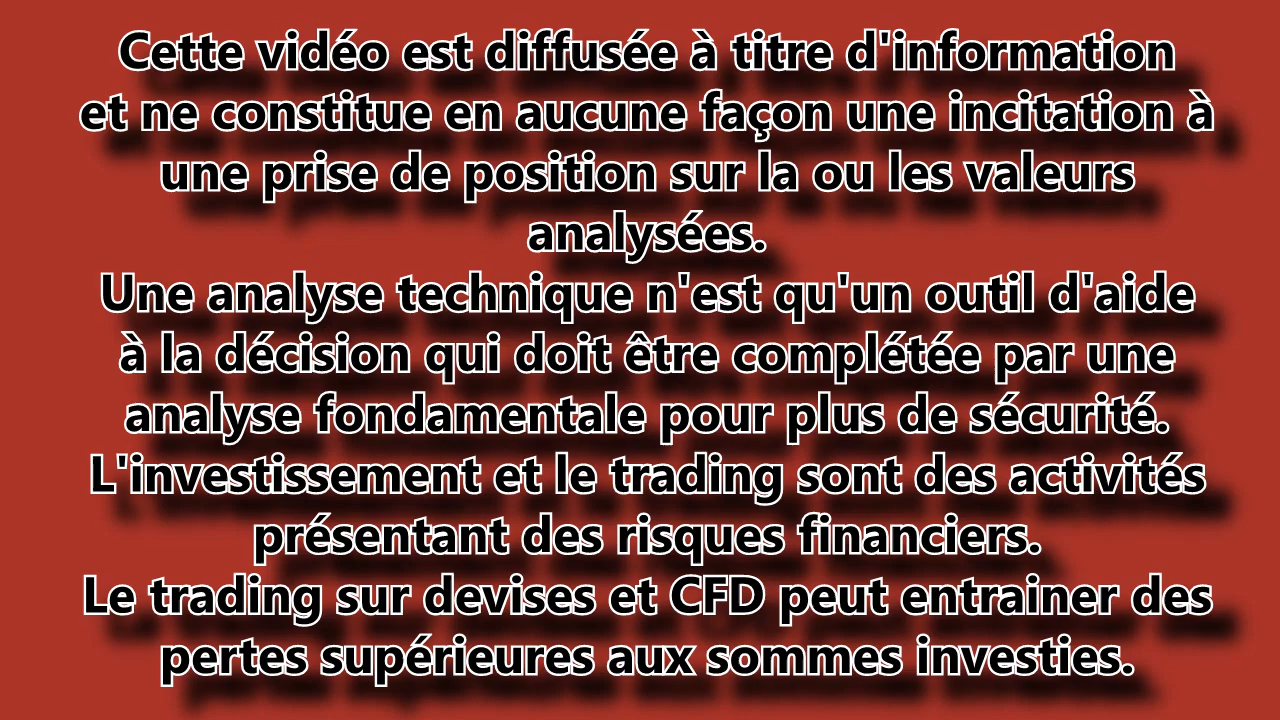 Cette vidéo est diffusée à titre d'information
et ne constitue en aucune façon une incitation à
une prise de position sur la ou les valeurs
analysées.
Une analyse technique n'est qu'un outil d'aide
à la décision qui doit être complétée par une
analyse fondamentale pour plus de sécurité.
L'investissement et le trading sont des activités
présentant des risques financiers.
Le trading sur devises et CFD peut entrainer des
pertes supérieures aux sommes investies.